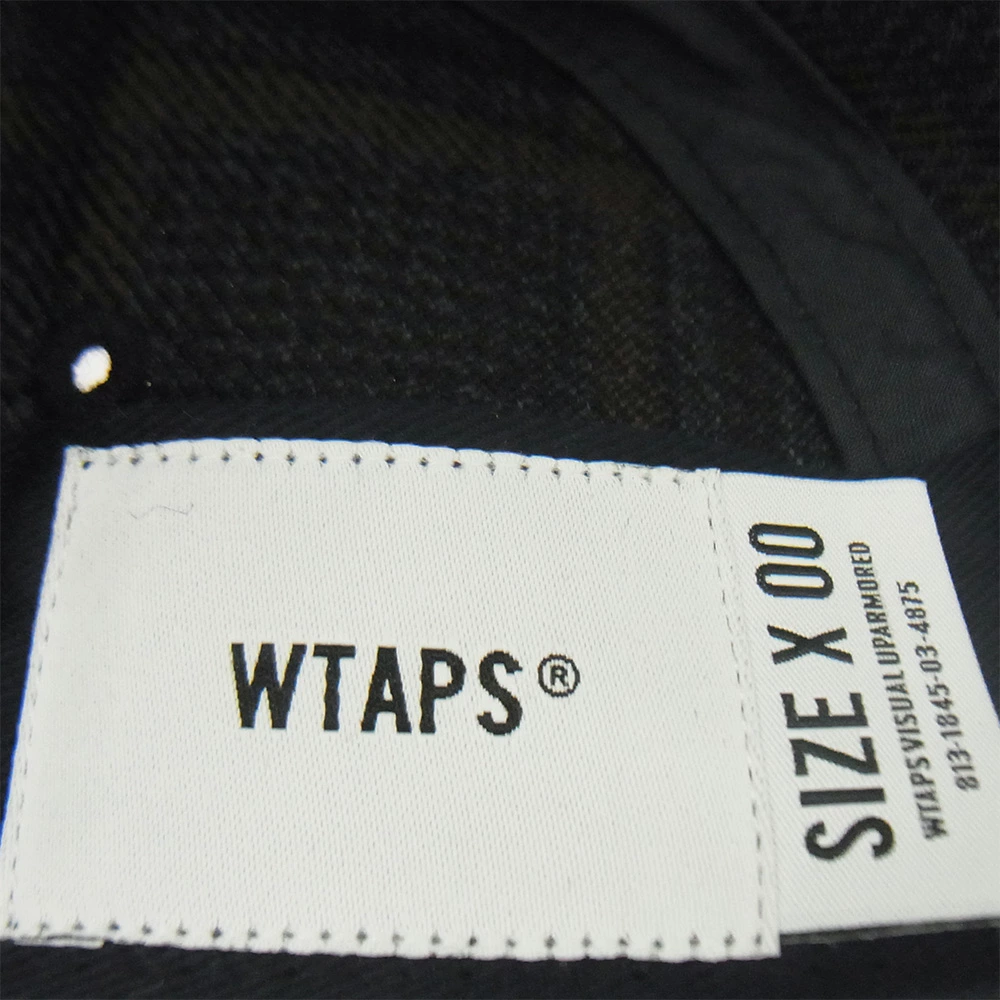 WTAPS®
SIZE X 00
WTAPS VISUAL UPARMORED
813-1845-03-4875